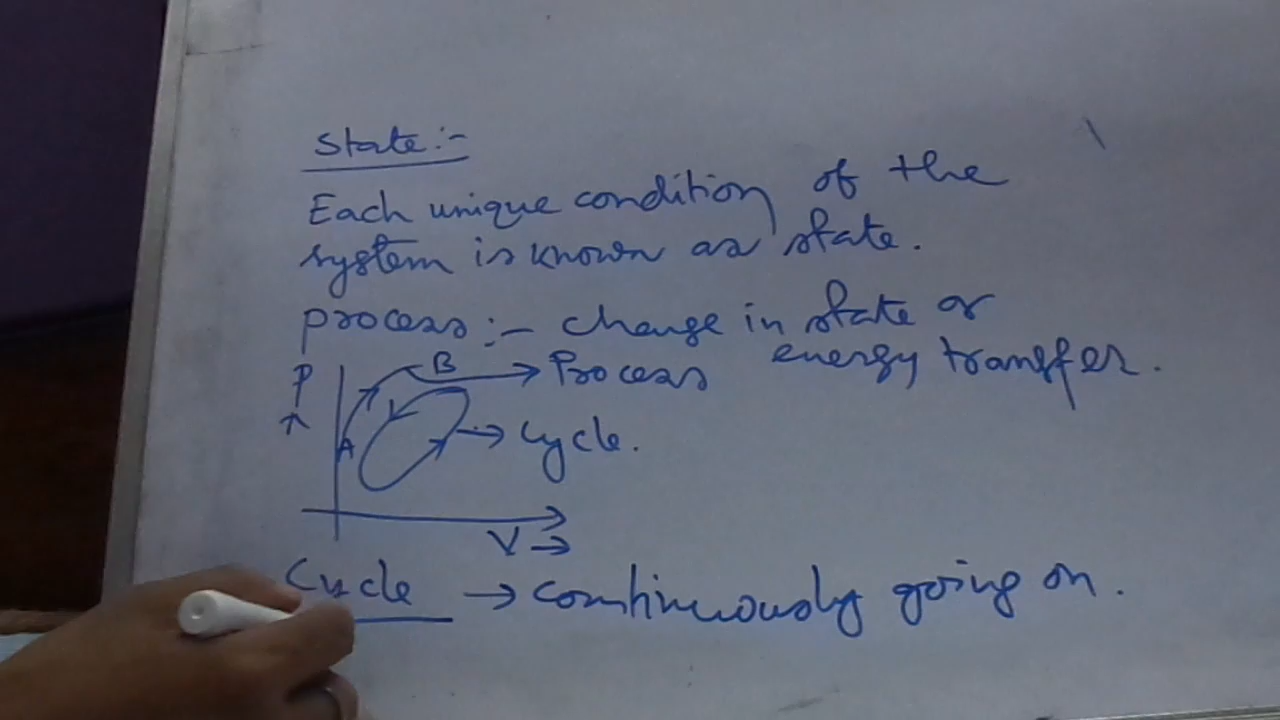 State:-
Each unique condition of the
system is known as state.
process:- change in state or
energy transfer.
P
B
Process
A
cycle.
V
Cycle → continuously going on.